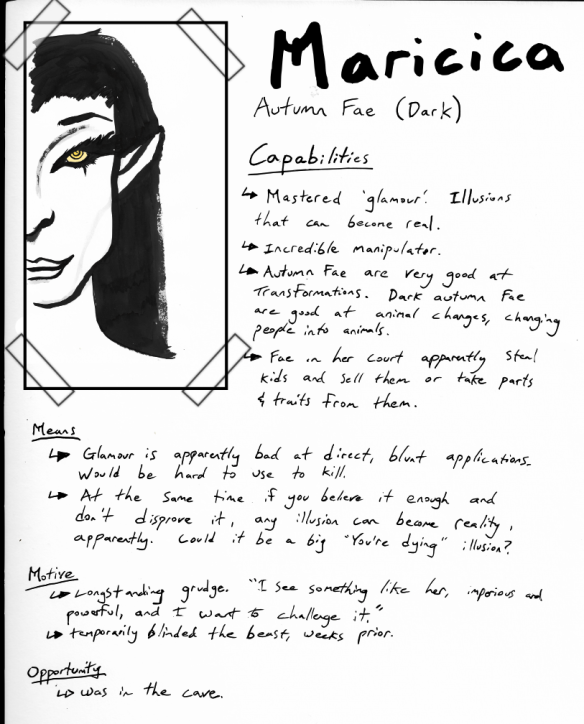 Maricica
Autumn Fae (Dark)
Capabilities
↳ Mastered 'glamour'. Illusions
that can become real.
↳ Incredible manipulator.
↳ Autumn Fae are very good at
Transformations. Dark autumn Fae
are good at animal changes, changing
people into animals.
↳ Fae in her court apparently steal
kids and sell them or take parts
& traits from them.
Means
↳ Glamour is apparently bad at direct, blunt applications.
Would be hard to use to kill.
↳ At the same time if you believe it enough and
don't disprove it, any illusion can become reality,
apparently. Could it be a big "You're dying" illusion?
Motive
↳ Longstanding grudge. "I see something like her, imperious and
powerful, and I want to challenge it."
↳ temporarily blinded the beast, weeks prior.
Opportunity
↳ Was in the cave.